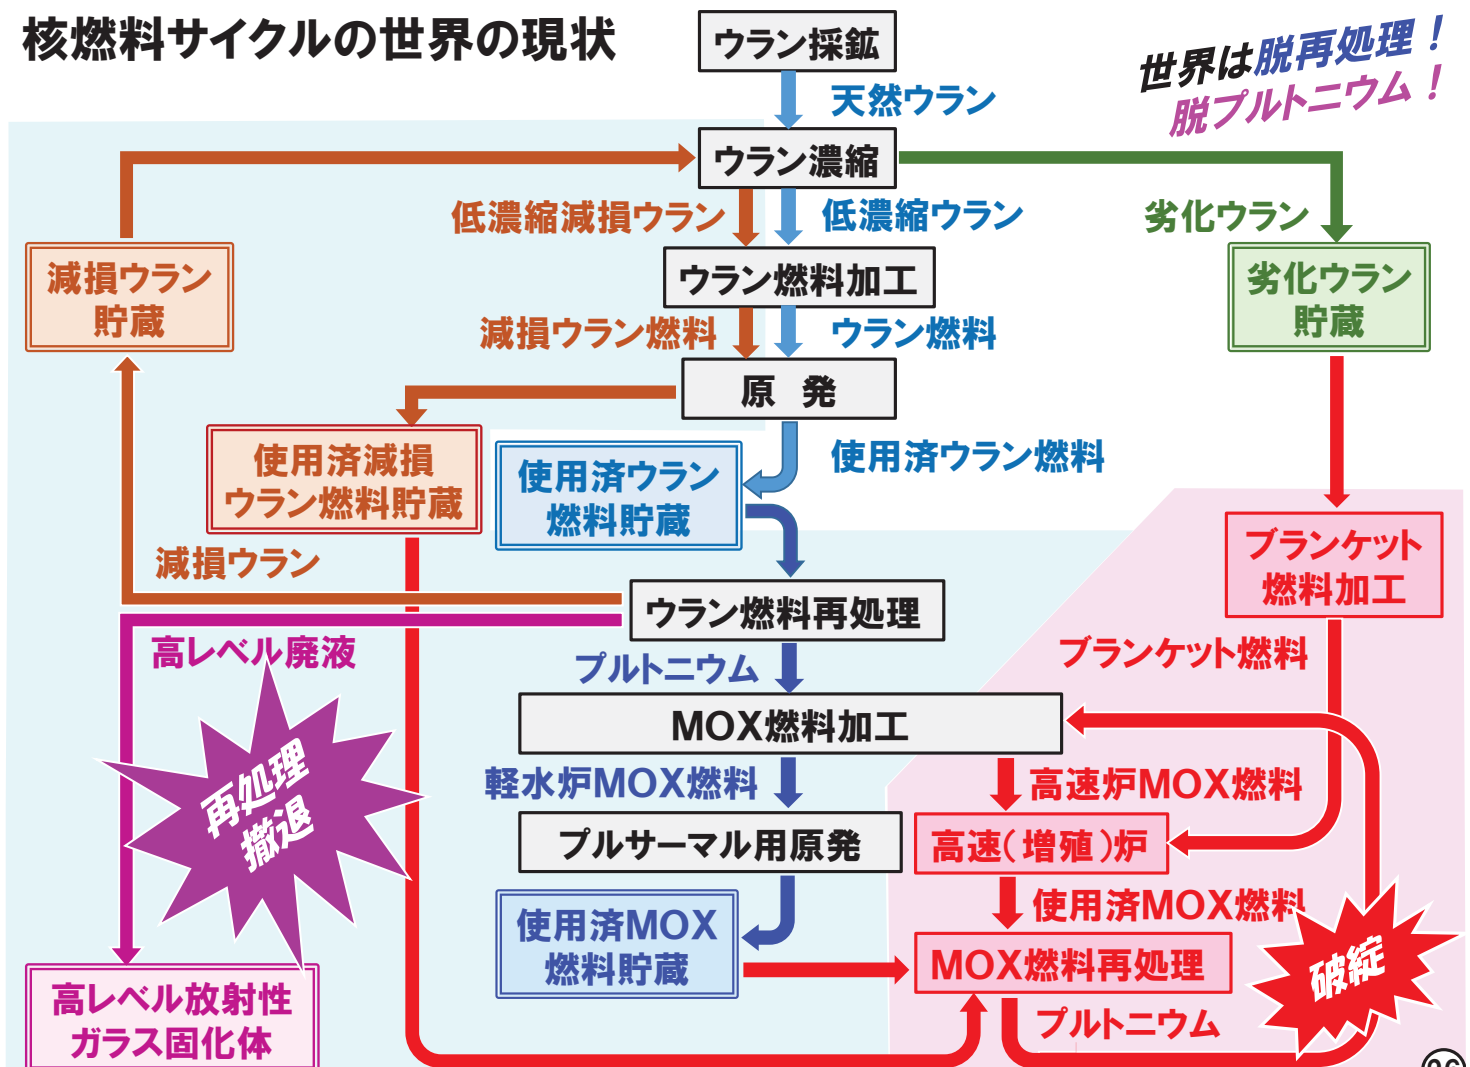 核燃料サイクルの世界の現状
世界は脱再処理！
脱プルトニウム！
ウラン採鉱
天然ウラン
ウラン濃縮
低濃縮減損ウラン
低濃縮ウラン
劣化ウラン
減損ウラン
貯蔵
ウラン燃料加工
劣化ウラン
貯蔵
減損ウラン燃料
ウラン燃料
原　発
使用済減損
ウラン燃料貯蔵
使用済ウラン
燃料貯蔵
使用済ウラン燃料
減損ウラン
ブランケット
燃料加工
ウラン燃料再処理
高レベル廃液
プルトニウム
ブランケット燃料
MOX燃料加工
再処理
撤退
軽水炉MOX燃料
高速炉MOX燃料
プルサーマル用原発
高速（増殖）炉
使用済MOX燃料
使用済MOX
燃料貯蔵
MOX燃料再処理
破綻
高レベル放射性
ガラス固化体
プルトニウム